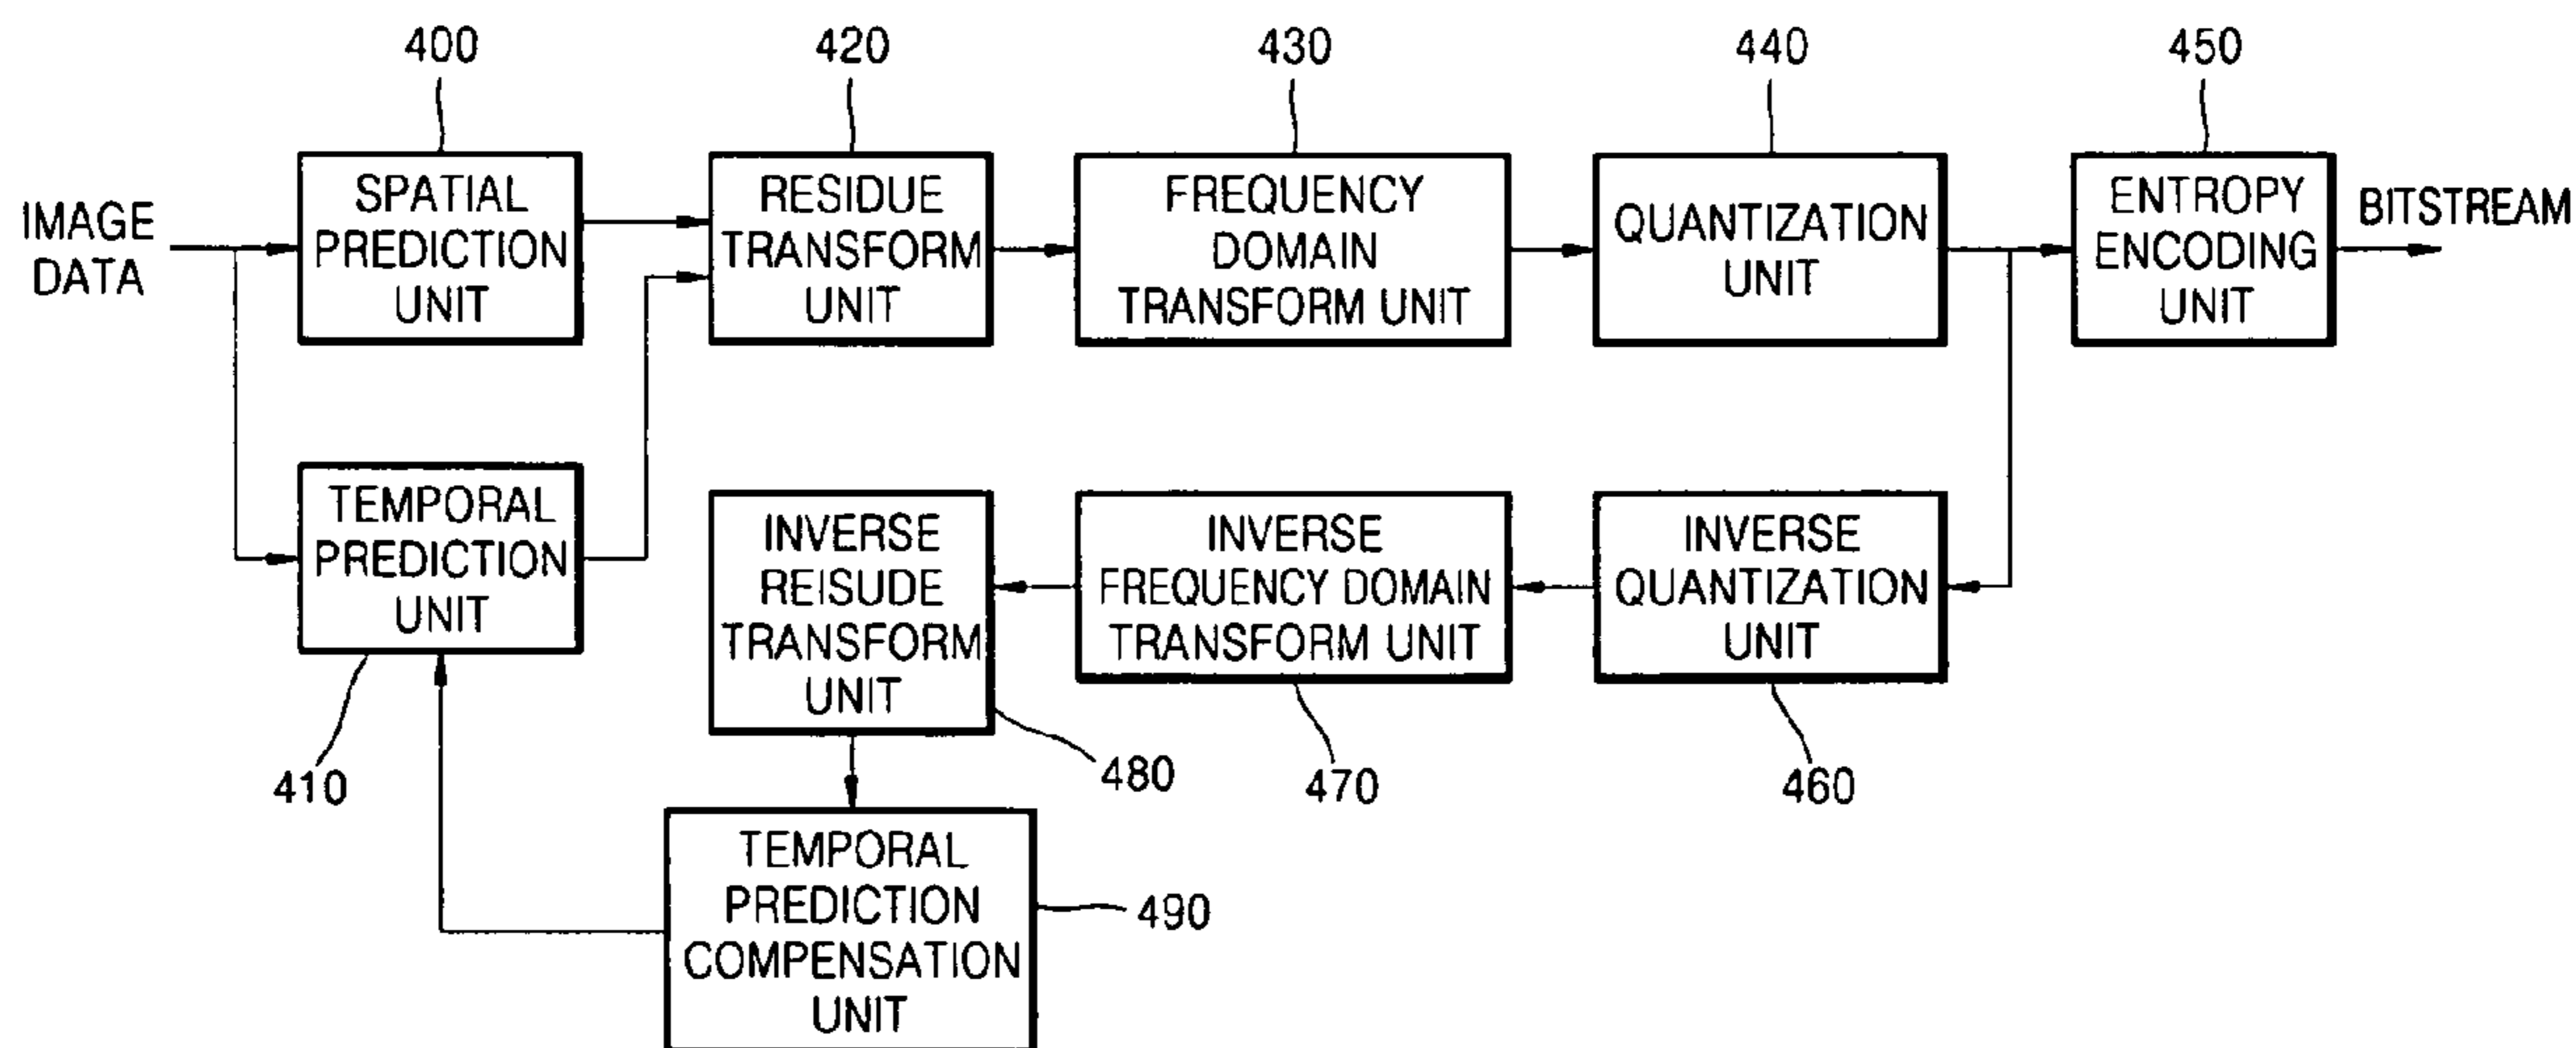 400
420
430
440
450
IMAGE
DATA
SPATIAL
PREDICTION
UNIT
RESIDUE
TRANSFORM
UNIT
FREQUENCY
DOMAIN
TRANSFORM UNIT
QUANTIZATION
UNIT
ENTROPY
ENCODING
UNIT
BITSTREAM
TEMPORAL
PREDICTION
UNIT
INVERSE
REISUDE
TRANSFORM
UNIT
INVERSE
FREQUENCY DOMAIN
TRANSFORM UNIT
INVERSE
QUANTIZATION
UNIT
410
480
470
460
TEMPORAL
PREDICTION
COMPENSATION
UNIT
490